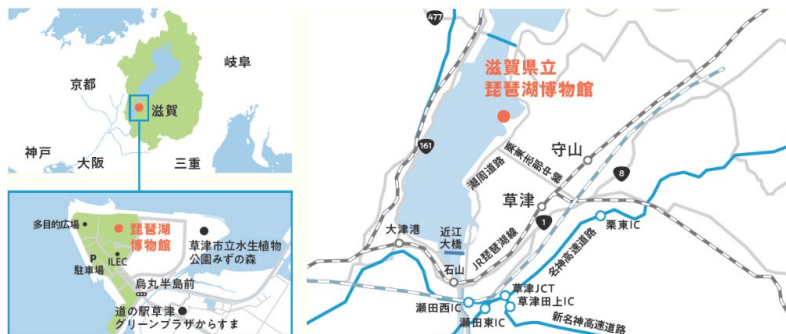 岐阜
京都
滋賀
神戸
大阪
三重
多目的広場
琵琶湖
博物館
草津市立水生植物
公園みずの森
P
駐車場
ILEC
烏丸半島前
道の駅草津
グリーンプラザからすま
477
滋賀県立
琵琶湖博物館
161
湖周道路
栗東志那中線
守山
8
草津
1
栗東IC
大津港
近江
大橋
JR琵琶湖線
名神高速道路
石山
草津JCT
草津田上IC
瀬田西IC
瀬田東IC
新名神高速道路